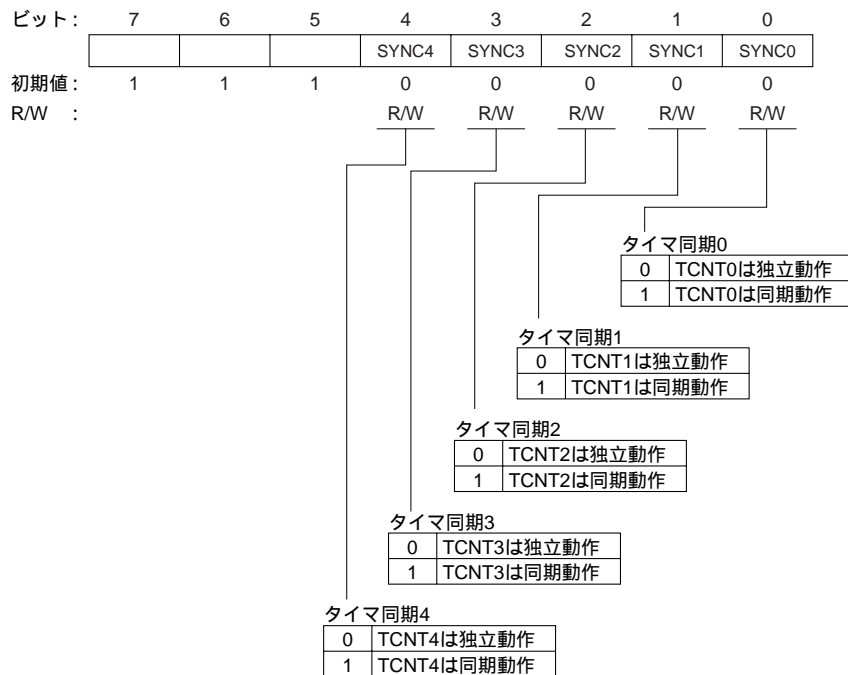 ビット： 7 6 5 4 3 2 1 0
SYNC4 SYNC3 SYNC2 SYNC1 SYNC0
初期値： 1 1 1 0 0 0 0 0
R/W ： R/W R/W R/W R/W R/W
タイマ同期0
0 TCNT0は独立動作
1 TCNT0は同期動作
タイマ同期1
0 TCNT1は独立動作
1 TCNT1は同期動作
タイマ同期2
0 TCNT2は独立動作
1 TCNT2は同期動作
タイマ同期3
0 TCNT3は独立動作
1 TCNT3は同期動作
タイマ同期4
0 TCNT4は独立動作
1 TCNT4は同期動作